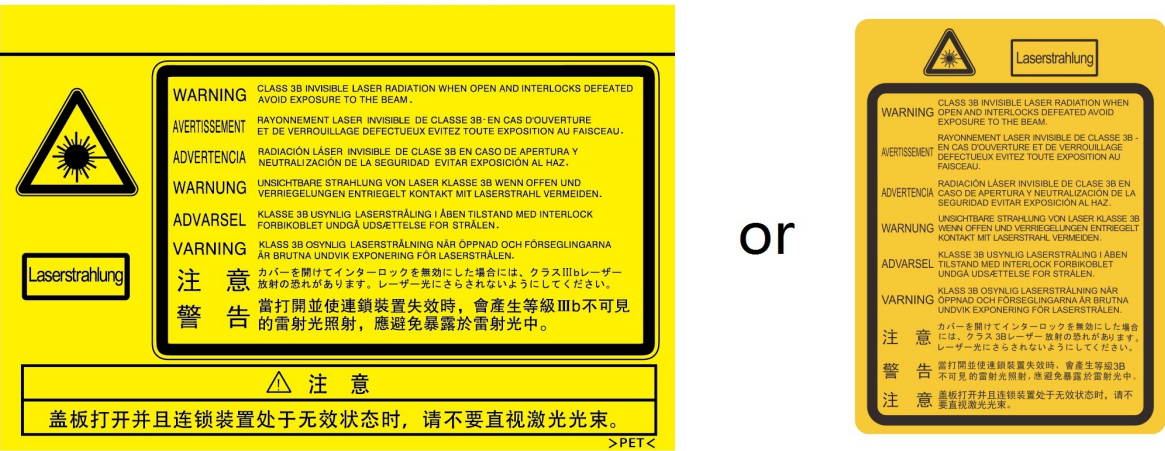 WARNING CLASS 3B INVISIBLE LASER RADIATION WHEN OPEN AND INTERLOCKS DEFEATED
AVOID EXPOSURE TO THE BEAM.
AVERTISSEMENT RAYONNEMENT LASER INVISIBLE DE CLASSE 3B-EN CAS D'OUVERTURE
ET DE VERROUILLAGE DEFECTUEUX EVITEZ TOUTE EXPOSITION AU FAISCEAU.
ADVERTENCIA RADIACIÓN LÁSER INVISIBLE DE CLASE 3B EN CASO DE APERTURA Y
NEUTRALIZACIÓN DE LA SEGURIDAD EVITAR EXPOSICIÓN AL HAZ.
WARNUNG UNSICHTBARE STRAHLUNG VON LASER KLASSE 3B WENN OFFEN UND
VERRIEGELUNGEN ENTRIEGELT KONTAKT MIT LASERSTRAHL VERMEIDEN.
ADVARSEL KLASSE 3B USYNLIG LASERSTRÅLING I ÅBEN TILSTAND MED INTERLOCK
FORBIKOBLET UNDGÅ UDSÆTTELSE FOR STRÅLEN.
VARNING KLASS 3B OSYNLIG LASERSTRÅLNING NÄR ÖPPNAD OCH FÖRSEGLINGARNA
ÄR BRUTNA UNDVIK EXPONERING FÖR LASERSTRÅLEN.
注 意 カバーを開けてインターロックを無効にした場合には、クラスⅢbレーザー
放射の恐れがあります。レーザー光にさらされないようにしてください。
警 告 當打開並使連鎖裝置失效時，會產生等級Ⅲb不可見
的雷射光照射，應避免暴露於雷射光中。
Laserstrahlung
⚠ 注 意
盖板打开并且连锁装置处于无效状态时，请不要直视激光光束。
>PET<
or
Laserstrahlung
WARNING CLASS 3B INVISIBLE LASER RADIATION WHEN
OPEN AND INTERLOCKS DEFEATED AVOID
EXPOSURE TO THE BEAM.
AVERTISSEMENT RAYONNEMENT LASER INVISIBLE DE CLASSE 3B -
EN CAS D'OUVERTURE ET DE VERROUILLAGE
DEFECTUEUX EVITEZ TOUTE EXPOSITION AU
FAISCEAU.
ADVERTENCIA RADIACIÓN LÁSER INVISIBLE DE CLASE 3B EN
CASO DE APERTURA Y NEUTRALIZACIÓN DE LA
SEGURIDAD EVITAR EXPOSICIÓN AL HAZ.
WARNUNG UNSICHTBARE STRAHLUNG VON LASER KLASSE 3B
WENN OFFEN UND VERRIEGELUNGEN ENTRIEGELT
KONTAKT MIT LASERSTRAHL VERMEIDEN.
ADVARSEL KLASSE 3B USYNLIG LASERSTRÅLING I ÅBEN
TILSTAND MED INTERLOCK FORBIKOBLET
UNDGÅ UDSÆTTELSE FOR STRÅLEN.
VARNING KLASS 3B OSYNLIG LASERSTRÅLNING NÄR
ÖPPNAD OCH FÖRSEGLINGARNA ÄR BRUTNA
UNDVIK EXPONERING FÖR LASERSTRÅLEN.
注 意 カバーを開けてインターロックを無効にした場合
には、クラス 3Bレーザー放射の恐れがあります。
レーザー光にさらされないようにしてください。
警 告 當打開並使連鎖裝置失效時，會產生等級3B
不可見的雷射光照射，應避免暴露於雷射光中。
注 意 盖板打开并且连锁装置处于无效状态时，请不
要直视激光光束。